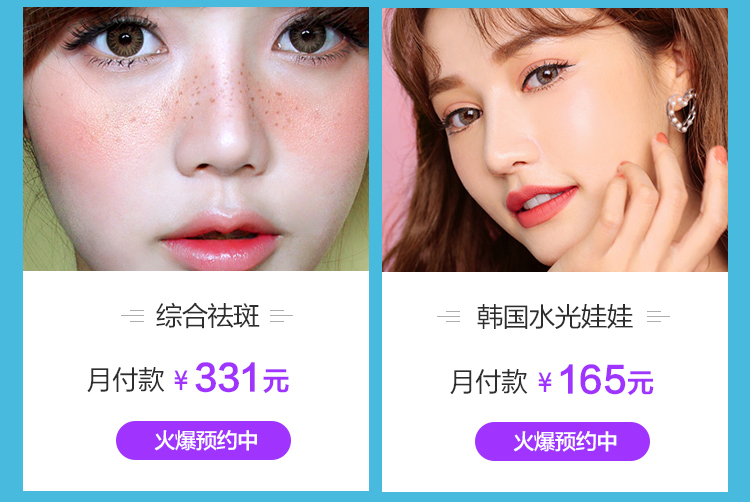 综合祛斑
月付款 ¥331元
火爆预约中
韩国水光娃娃
月付款 ¥165元
火爆预约中